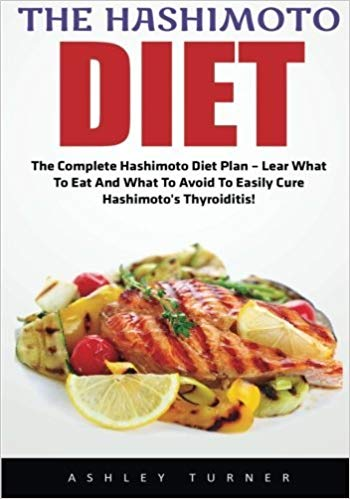 THE HASHIMOTO
DIET
The Complete Hashimoto Diet Plan – Lear What
To Eat And What To Avoid To Easily Cure
Hashimoto's Thyroiditis!
ASHLEY TURNER